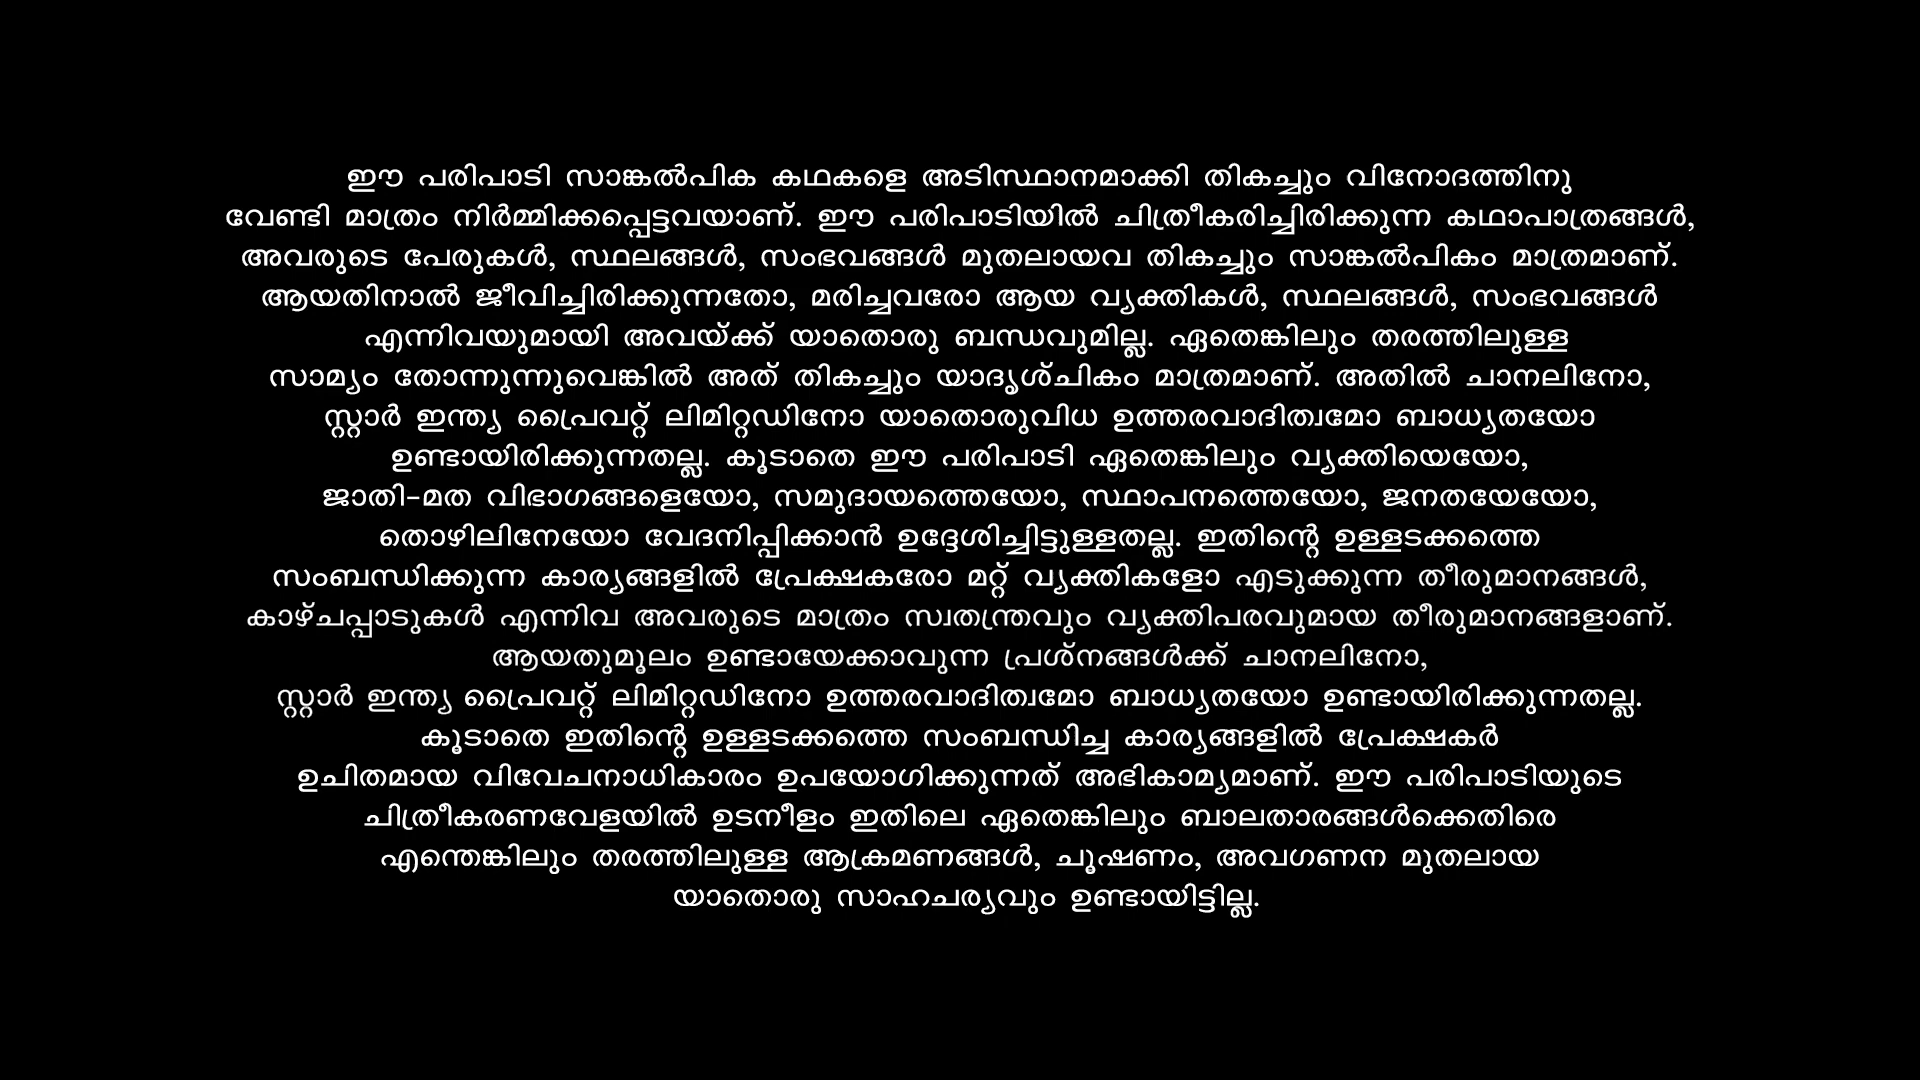 ഈ പരിപാടി സാങ്കൽപിക കഥകളെ അടിസ്ഥാനമാക്കി തികച്ചും വിനോദത്തിനു
വേണ്ടി മാത്രം നിർമ്മിക്കപ്പെട്ടവയാണ്. ഈ പരിപാടിയിൽ ചിത്രീകരിച്ചിരിക്കുന്ന കഥാപാത്രങ്ങൾ,
അവരുടെ പേരുകൾ, സ്ഥലങ്ങൾ, സംഭവങ്ങൾ മുതലായവ തികച്ചും സാങ്കൽപികം മാത്രമാണ്.
ആയതിനാൽ ജീവിച്ചിരിക്കുന്നതോ, മരിച്ചവരോ ആയ വ്യക്തികൾ, സ്ഥലങ്ങൾ, സംഭവങ്ങൾ
എന്നിവയുമായി അവയ്ക്ക് യാതൊരു ബന്ധവുമില്ല. ഏതെങ്കിലും തരത്തിലുള്ള
സാമ്യം തോന്നുന്നുവെങ്കിൽ അത് തികച്ചും യാദൃശ്ചികം മാത്രമാണ്. അതിൽ ചാനലിനോ,
സ്റ്റാർ ഇന്ത്യ പ്രൈവറ്റ് ലിമിറ്റഡിനോ യാതൊരുവിധ ഉത്തരവാദിത്വമോ ബാധ്യതയോ
ഉണ്ടായിരിക്കുന്നതല്ല. കൂടാതെ ഈ പരിപാടി ഏതെങ്കിലും വ്യക്തിയെയോ,
ജാതി-മത വിഭാഗങ്ങളെയോ, സമുദായത്തെയോ, സ്ഥാപനത്തെയോ, ജനതയേയോ,
തൊഴിലിനേയോ വേദനിപ്പിക്കാൻ ഉദ്ദേശിച്ചിട്ടുള്ളതല്ല. ഇതിന്റെ ഉള്ളടക്കത്തെ
സംബന്ധിക്കുന്ന കാര്യങ്ങളിൽ പ്രേക്ഷകരോ മറ്റ് വ്യക്തികളോ എടുക്കുന്ന തീരുമാനങ്ങൾ,
കാഴ്ചപ്പാടുകൾ എന്നിവ അവരുടെ മാത്രം സ്വതന്ത്രവും വ്യക്തിപരവുമായ തീരുമാനങ്ങളാണ്.
ആയതുമൂലം ഉണ്ടായേക്കാവുന്ന പ്രശ്നങ്ങൾക്ക് ചാനലിനോ,
സ്റ്റാർ ഇന്ത്യ പ്രൈവറ്റ് ലിമിറ്റഡിനോ ഉത്തരവാദിത്വമോ ബാധ്യതയോ ഉണ്ടായിരിക്കുന്നതല്ല.
കൂടാതെ ഇതിന്റെ ഉള്ളടക്കത്തെ സംബന്ധിച്ച കാര്യങ്ങളിൽ പ്രേക്ഷകർ
ഉചിതമായ വിവേചനാധികാരം ഉപയോഗിക്കുന്നത് അഭികാമ്യമാണ്. ഈ പരിപാടിയുടെ
ചിത്രീകരണവേളയിൽ ഉടനീളം ഇതിലെ ഏതെങ്കിലും ബാലതാരങ്ങൾക്കെതിരെ
എന്തെങ്കിലും തരത്തിലുള്ള ആക്രമണങ്ങൾ, ചൂഷണം, അവഗണന മുതലായ
യാതൊരു സാഹചര്യവും ഉണ്ടായിട്ടില്ല.